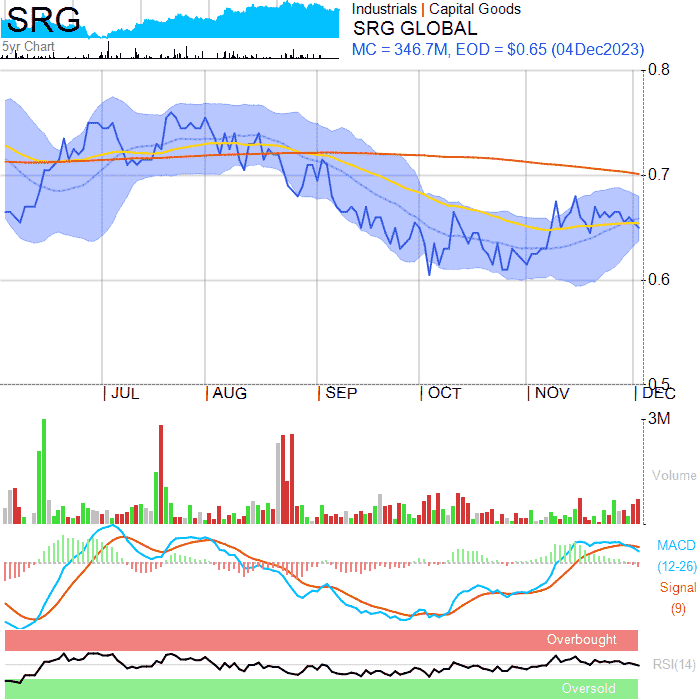 SRG
5yr Chart
Industrials | Capital Goods
SRG GLOBAL
MC = 346.7M, EOD = $0.65 (04Dec2023)
0.8
0.7
0.6
0.5
JUL AUG SEP OCT NOV DEC
3M
Volume
MACD
(12-26)
Signal
(9)
Overbought
RSI(14)
Oversold